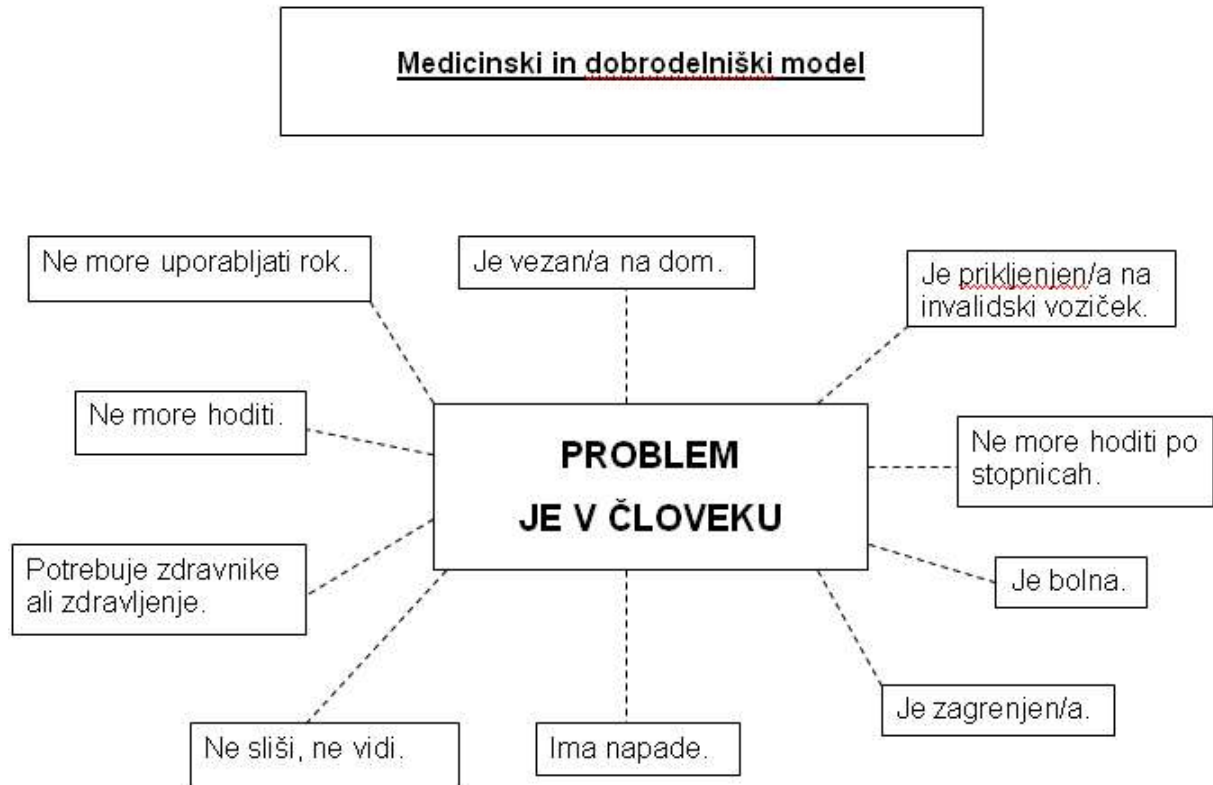 Medicinski in dobrodelniški model
Ne more uporabljati rok.
Je vezan/a na dom.
Je prikljenjen/a na
invalidski voziček.
Ne more hoditi.
PROBLEM
JE V ČLOVEKU
Ne more hoditi po
stopnicah.
Potrebuje zdravnike
ali zdravljenje.
Je bolna.
Je zagrenjen/a.
Ne sliši, ne vidi.
Ima napade.